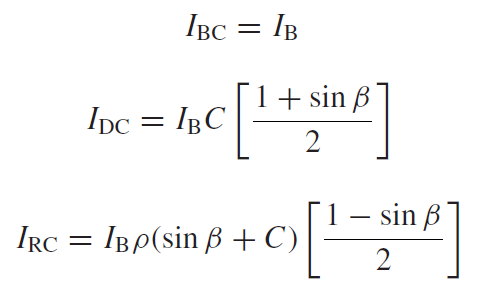 I_BC = I_B
I_DC = I_B C [ (1 + sin β) / 2 ]
I_RC = I_B ρ(sin β + C) [ (1 − sin β) / 2 ]